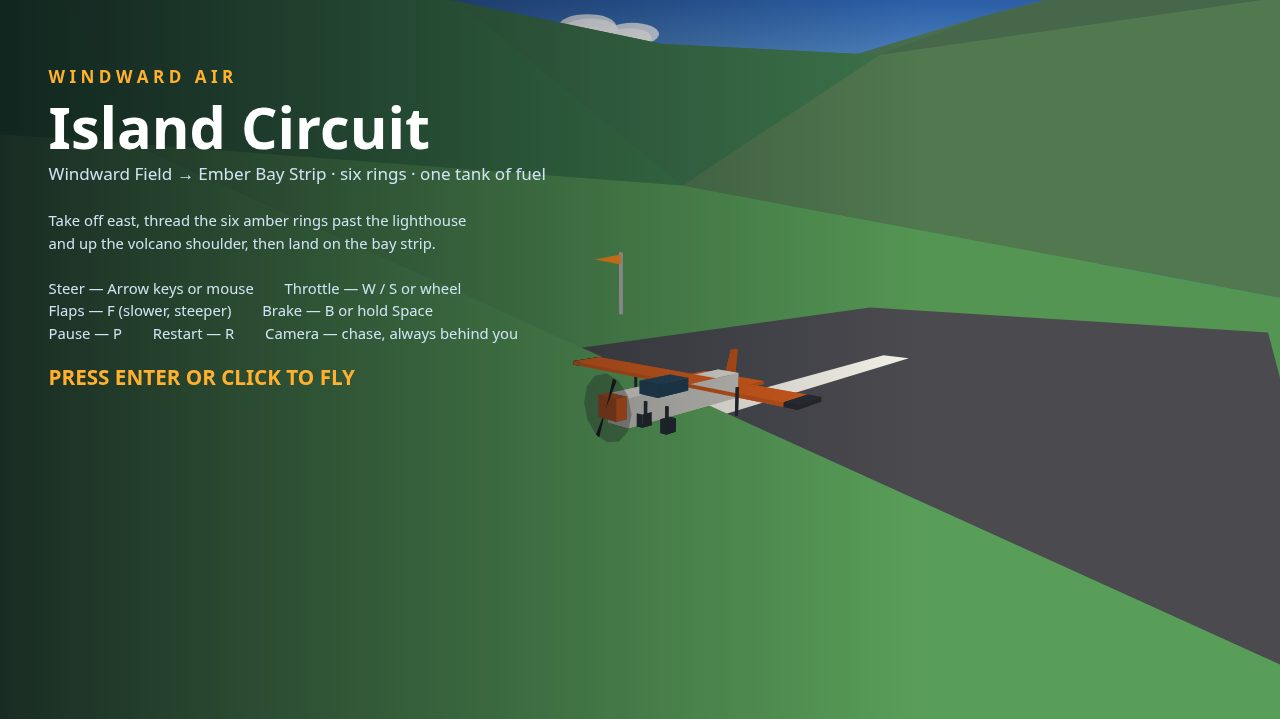 WINDWARD AIR
Island Circuit
Windward Field → Ember Bay Strip · six rings · one tank of fuel
Take off east, thread the six amber rings past the lighthouse
and up the volcano shoulder, then land on the bay strip.
Steer — Arrow keys or mouse Throttle — W / S or wheel
Flaps — F (slower, steeper) Brake — B or hold Space
Pause — P Restart — R Camera — chase, always behind you
PRESS ENTER OR CLICK TO FLY